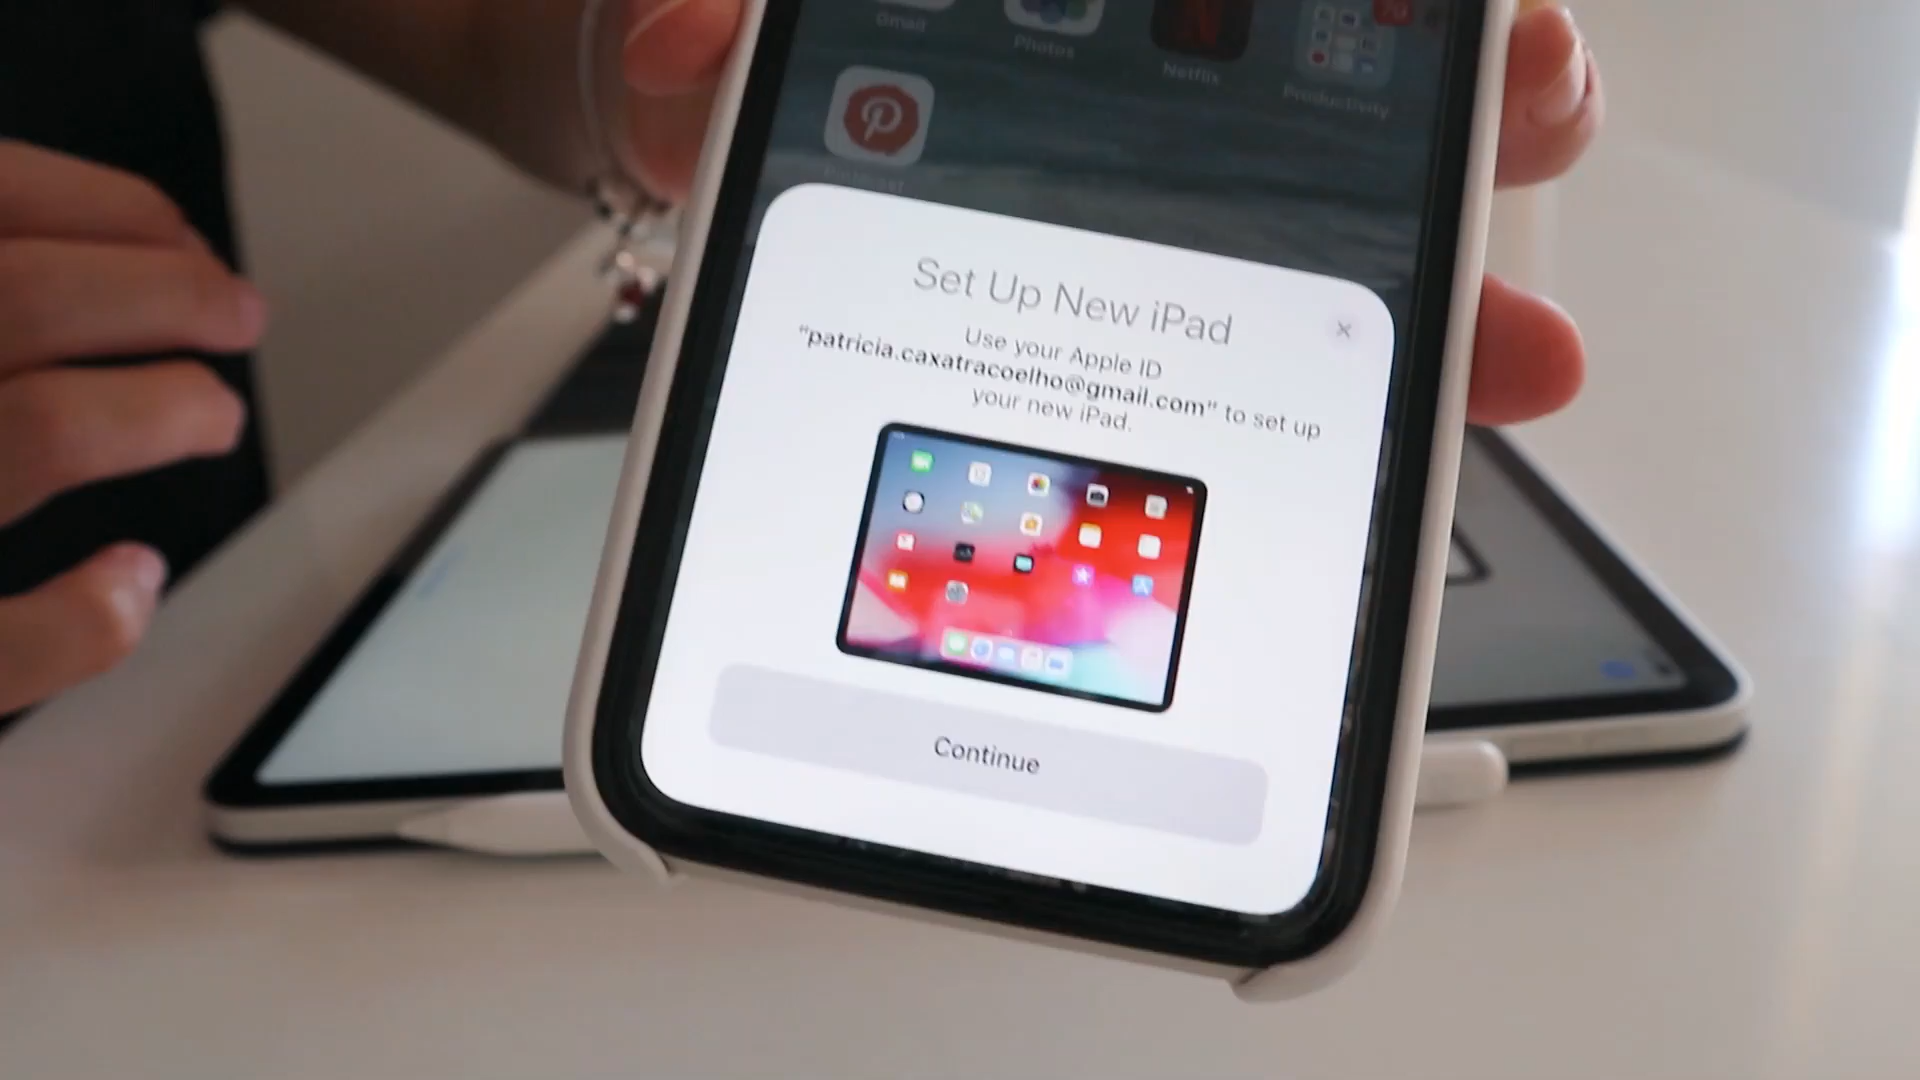 Gmail
Photos
Netflix
Productivity
Set Up New iPad
Use your Apple ID
"patricia.caxatracoelho@gmail.com" to set up
your new iPad.
Continue